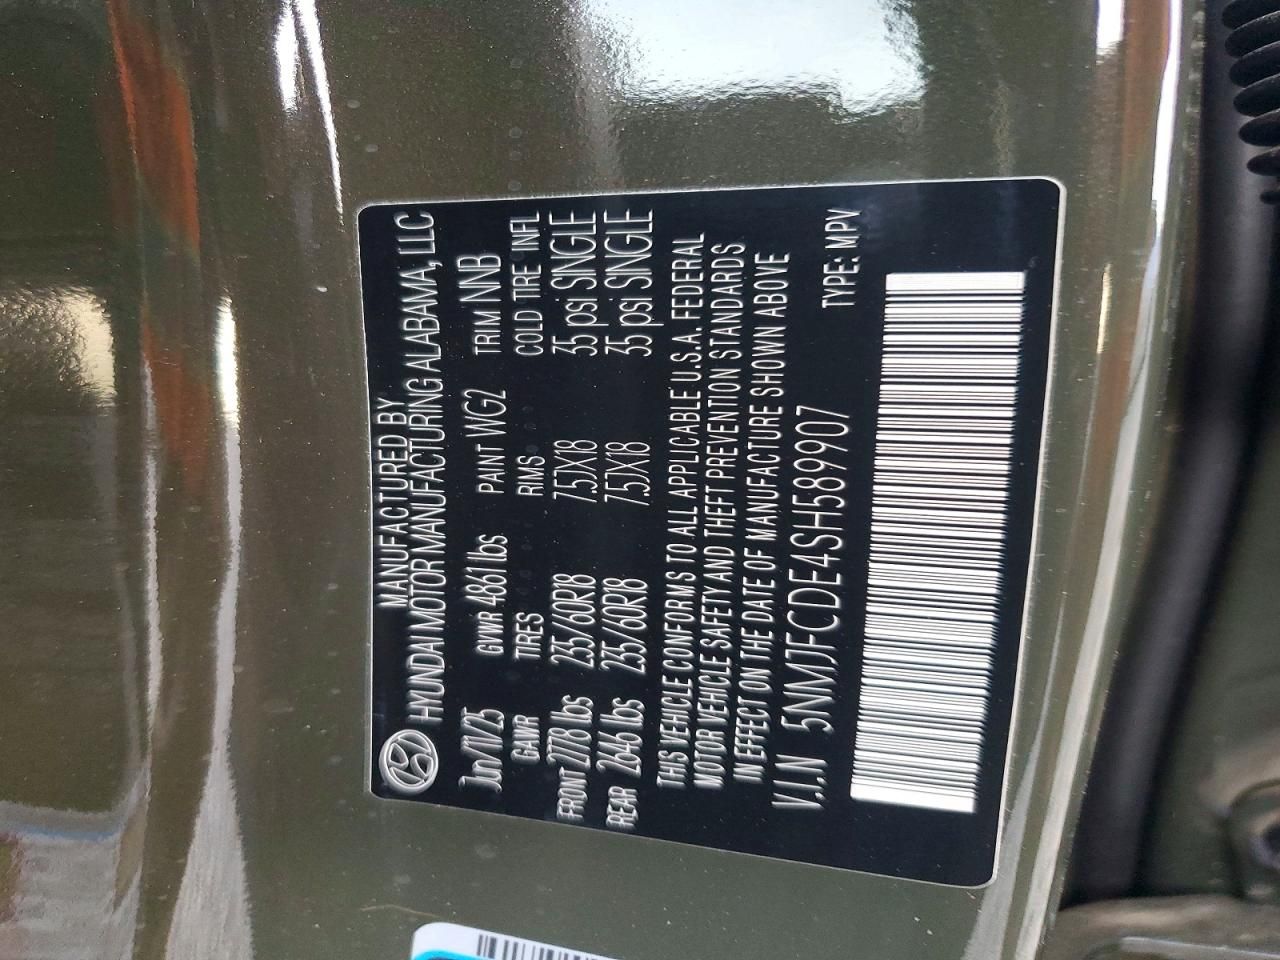 MANUFACTURED BY
HYUNDAI MOTOR MANUFACTURING ALABAMA, LLC
Jun/11/25 GVWR 4861 lbs PAINT WG2 TRIM NNB
GAWR TIRES RIMS COLD TIRE INFL
FRONT 2778 lbs 235/60R18 7.5JX18 35 psi SINGLE
REAR 2646 lbs 235/60R18 7.5JX18 35 psi SINGLE
THIS VEHICLE CONFORMS TO ALL APPLICABLE U.S.A. FEDERAL
MOTOR VEHICLE SAFETY AND THEFT PREVENTION STANDARDS
IN EFFECT ON THE DATE OF MANUFACTURE SHOWN ABOVE
V.I.N 5NMJFCDE4SH589907 TYPE: MPV